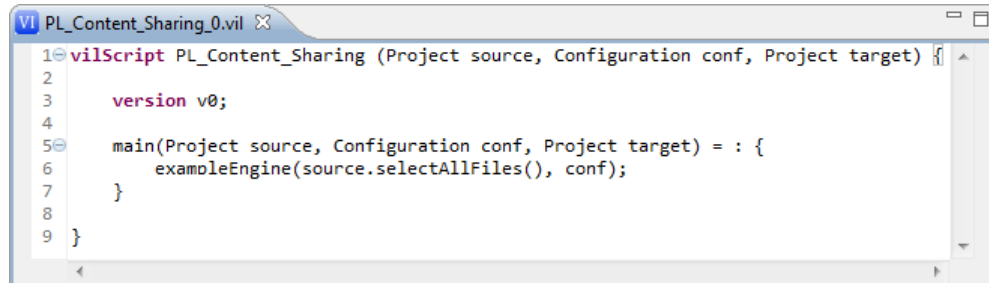 VI PL_Content_Sharing_0.vil
1 vilScript PL_Content_Sharing (Project source, Configuration conf, Project target) {
2
3 version v0;
4
5 main(Project source, Configuration conf, Project target) = : {
6 exampleEngine(source.selectAllFiles(), conf);
7 }
8
9 }